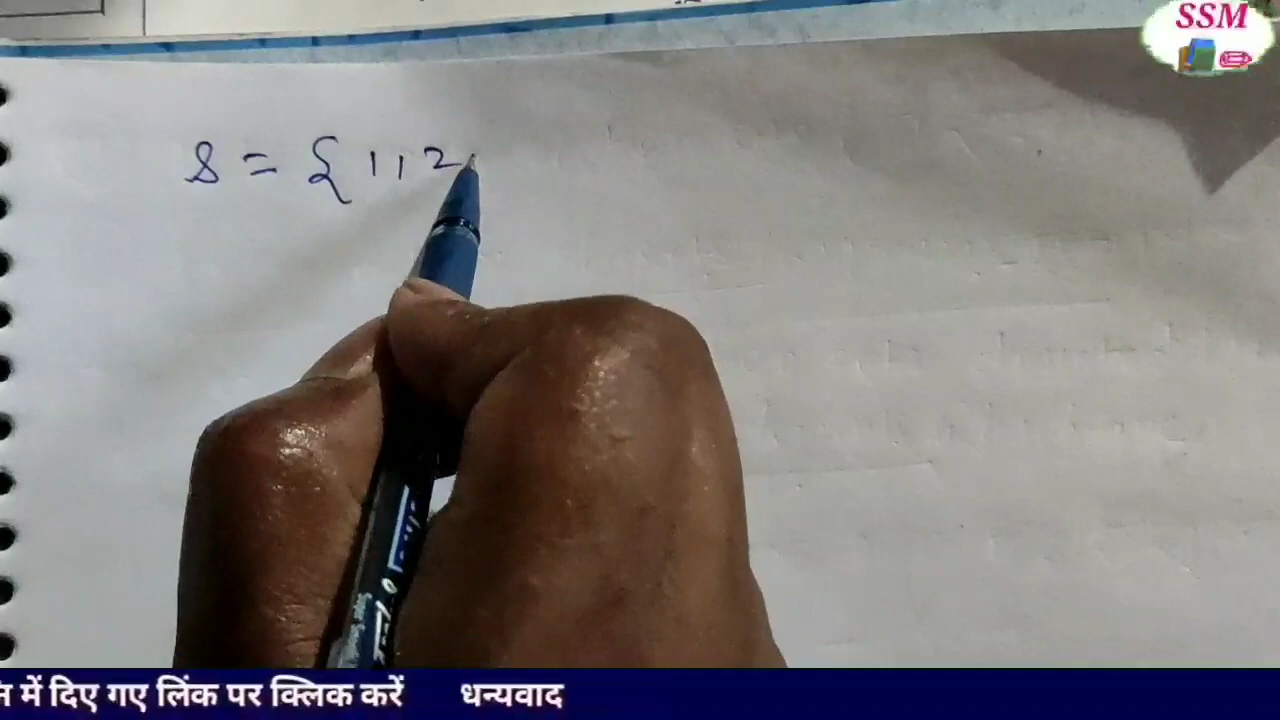 SSM
S = { 1, 2
में दिए गए लिंक पर क्लिक करें धन्यवाद